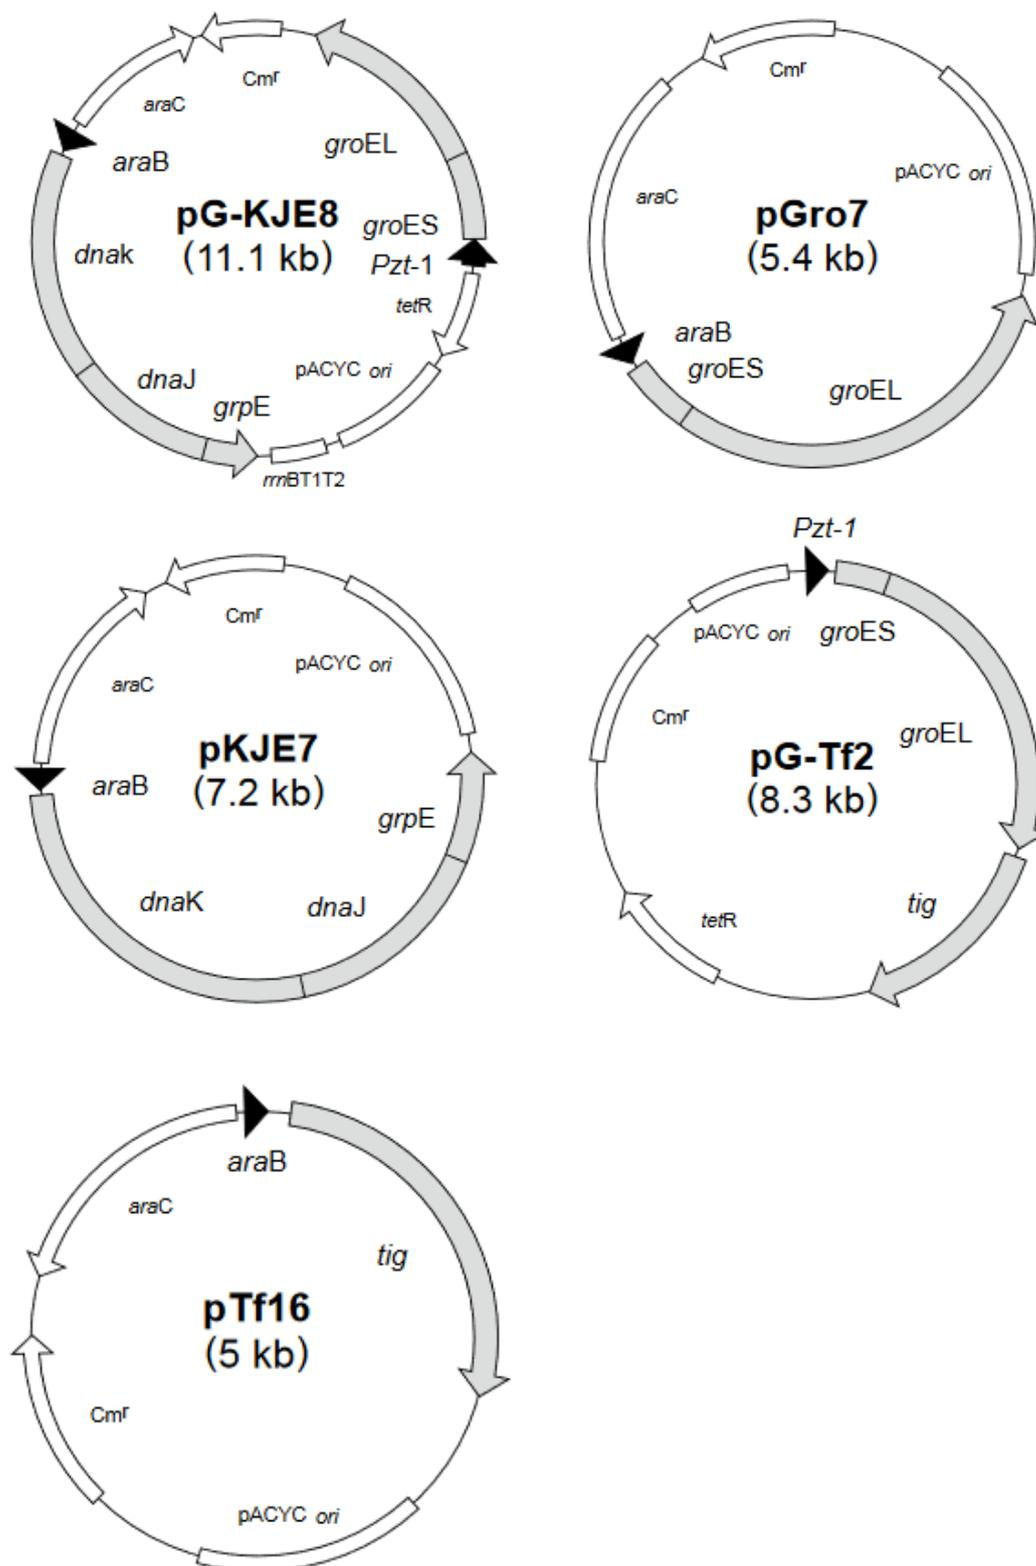 Cmr
araC
groEL
araB
pG-KJE8
(11.1 kb)
dnak
groES
Pzt-1
tetR
pACYC ori
dnaJ
grpE
rrnBT1T2
Cmr
pACYC ori
araC
pGro7
(5.4 kb)
araB
groES
groEL
Cmr
pACYC ori
araC
pKJE7
(7.2 kb)
araB
grpE
dnaK
dnaJ
Pzt-1
pACYC ori
groES
Cmr
groEL
pG-Tf2
(8.3 kb)
tig
tetR
araB
araC
tig
pTf16
(5 kb)
Cmr
pACYC ori